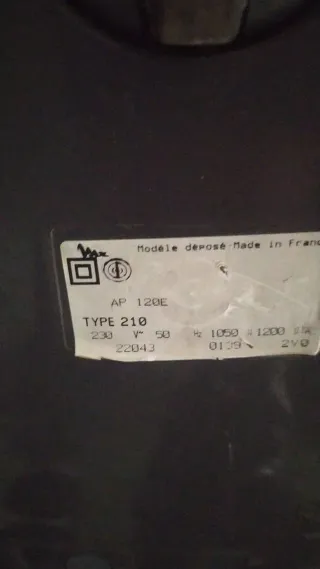 Modèle déposé-Made in Franc
AP 120E
TYPE 210
230 V~ 50 Hz 1050 1200
22043 0139 2V0